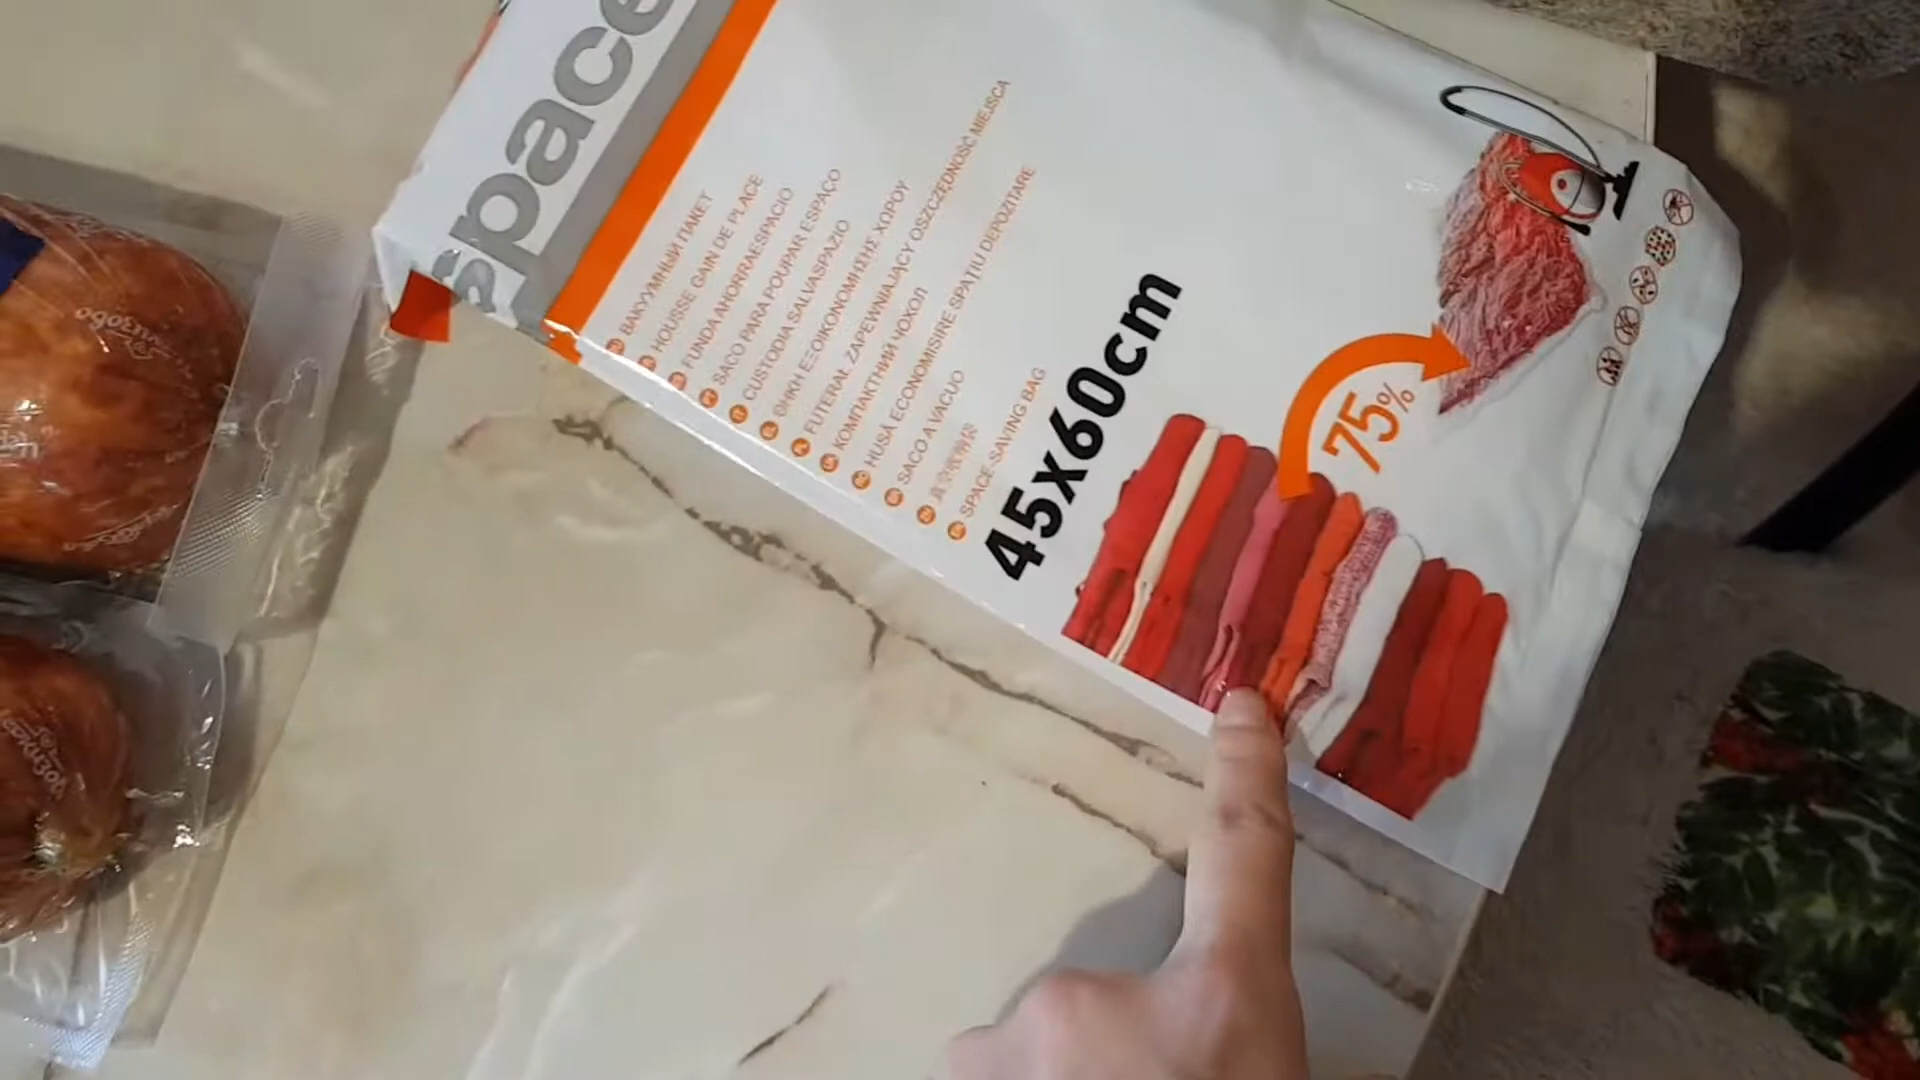 space
ВАКУУМНЫЙ ПАКЕТ
HOUSSE GAIN DE PLACE
FUNDA AHORRAESPACIO
SACO PARA POUPAR ESPAÇO
CUSTODIA SALVASPAZIO
ΘΗΚΗ ΕΞΟΙΚΟΝΟΜΗΣΗΣ ΧΩΡΟΥ
FUTERAŁ ZAPEWNIAJĄCY OSZCZĘDNOŚĆ MIEJSCA
КОМПАКТНИЙ ЧОХОЛ
HUSĂ ECONOMISIRE SPAȚIU DEPOZITARE
SACO A VÁCUO
SPACE-SAVING BAG
45x60cm
75%